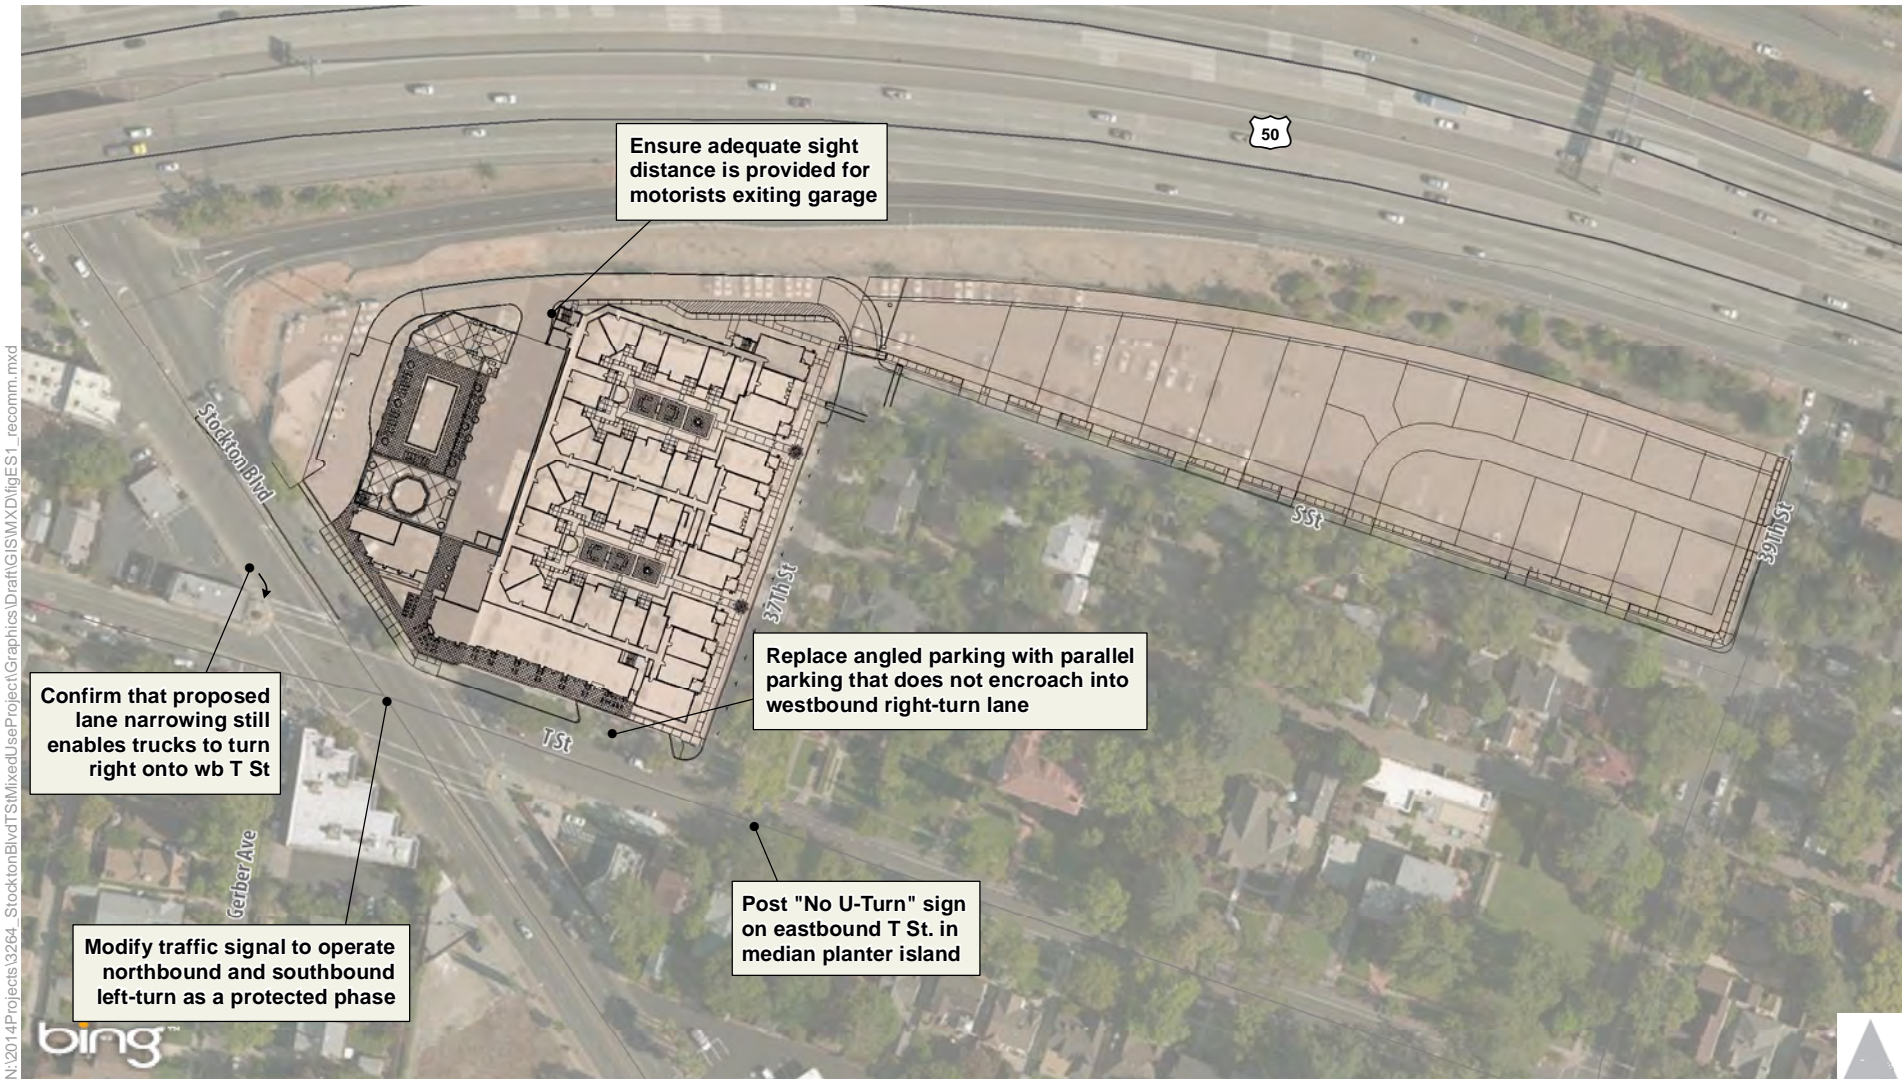 50
Ensure adequate sight
distance is provided for
motorists exiting garage
Stockton Blvd
S St
39Th St
37Th St
Replace angled parking with parallel
parking that does not encroach into
westbound right-turn lane
Confirm that proposed
lane narrowing still
enables trucks to turn
right onto wb T St
T St
Gerber Ave
Post "No U-Turn" sign
on eastbound T St. in
median planter island
Modify traffic signal to operate
northbound and southbound
left-turn as a protected phase
bing™
N:\2014Projects\3264_StocktonBlvdTStMixedUseProject\Graphics\Draft\GIS\MXD\figES1_recomm.mxd